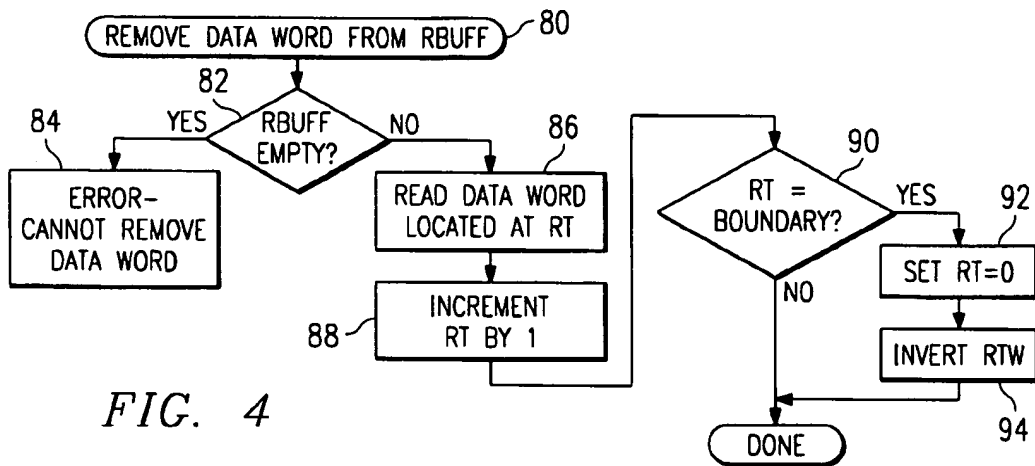 REMOVE DATA WORD FROM RBUFF
80
82
RBUFF
EMPTY?
YES
NO
84
ERROR-
CANNOT REMOVE
DATA WORD
86
READ DATA WORD
LOCATED AT RT
88
INCREMENT
RT BY 1
90
RT =
BOUNDARY?
YES
NO
92
SET RT=0
INVERT RTW
94
DONE
FIG. 4